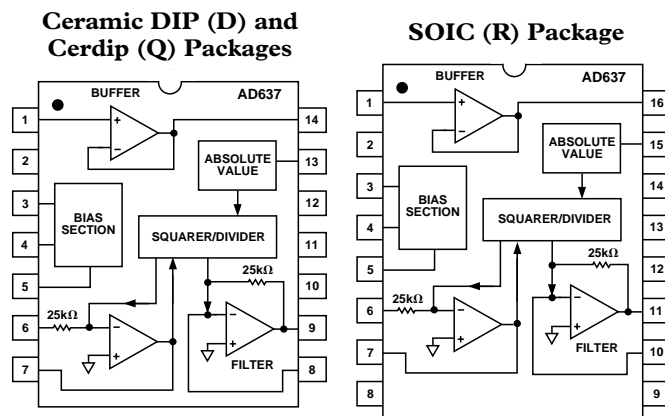 Ceramic DIP (D) and
Cerdip (Q) Packages
BUFFER
AD637
1
14
2
ABSOLUTE
VALUE
13
3
BIAS
SECTION
12
4
SQUARER/DIVIDER
11
5
25kΩ
25kΩ
10
6
9
7
FILTER
8
SOIC (R) Package
BUFFER
AD637
1
16
2
ABSOLUTE
VALUE
15
3
BIAS
SECTION
14
4
SQUARER/DIVIDER
13
5
25kΩ
12
25kΩ
6
11
7
FILTER
10
8
9